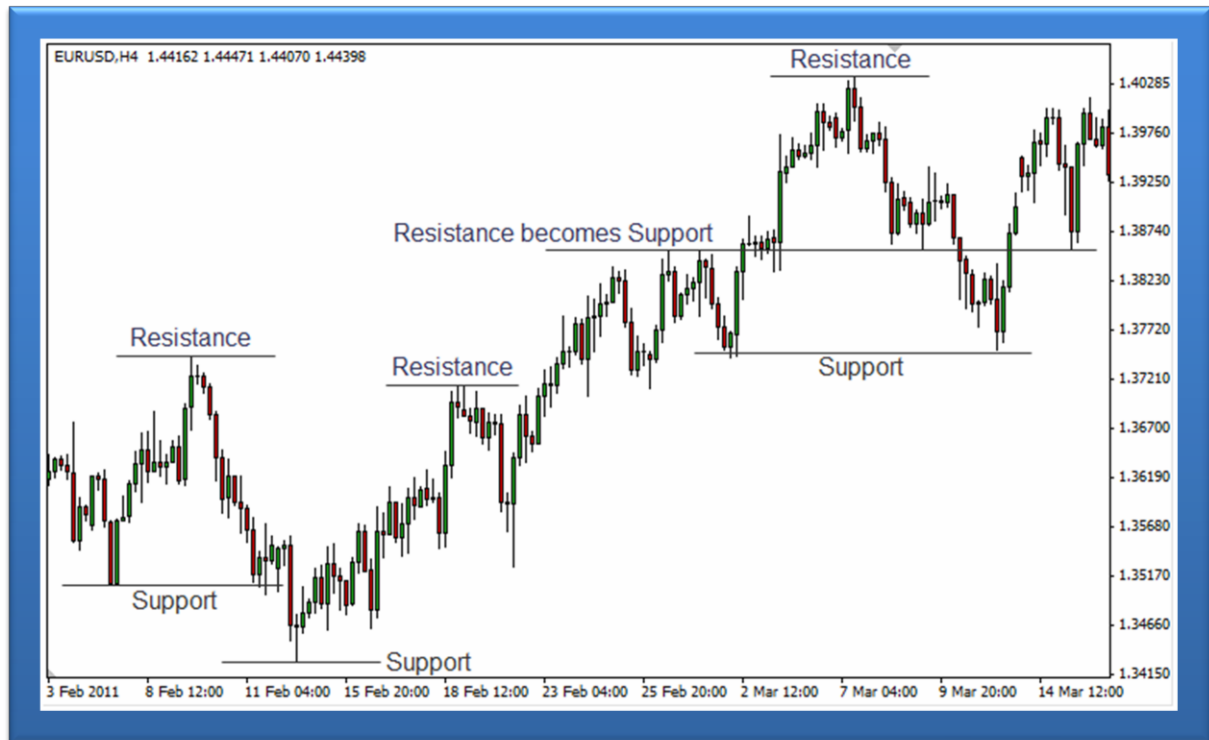 EURUSD,H4 1.44162 1.44471 1.44070 1.44398
Resistance
1.40285
1.39760
1.39250
Resistance becomes Support
1.38740
1.38230
Resistance
1.37720
Resistance
Support
1.37210
1.36700
1.36190
1.35680
1.35170
Support
1.34660
Support
1.34150
3 Feb 2011 8 Feb 12:00 11 Feb 04:00 15 Feb 20:00 18 Feb 12:00 23 Feb 04:00 25 Feb 20:00 2 Mar 12:00 7 Mar 04:00 9 Mar 20:00 14 Mar 12:00